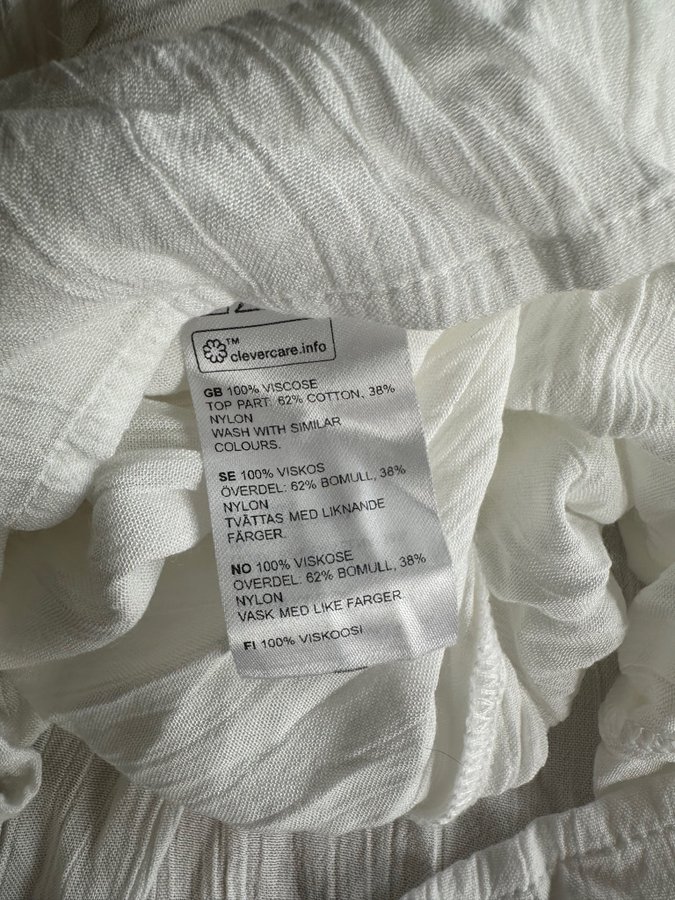 ™
clevercare.info
GB 100% VISCOSE
TOP PART: 62% COTTON, 38%
NYLON
WASH WITH SIMILAR
COLOURS.
SE 100% VISKOS
ÖVERDEL: 62% BOMULL, 38%
NYLON
TVÄTTAS MED LIKNANDE
FÄRGER.
NO 100% VISKOSE
OVERDEL: 62% BOMULL, 38%
NYLON
VASK MED LIKE FARGER.
FI 100% VISKOOSI